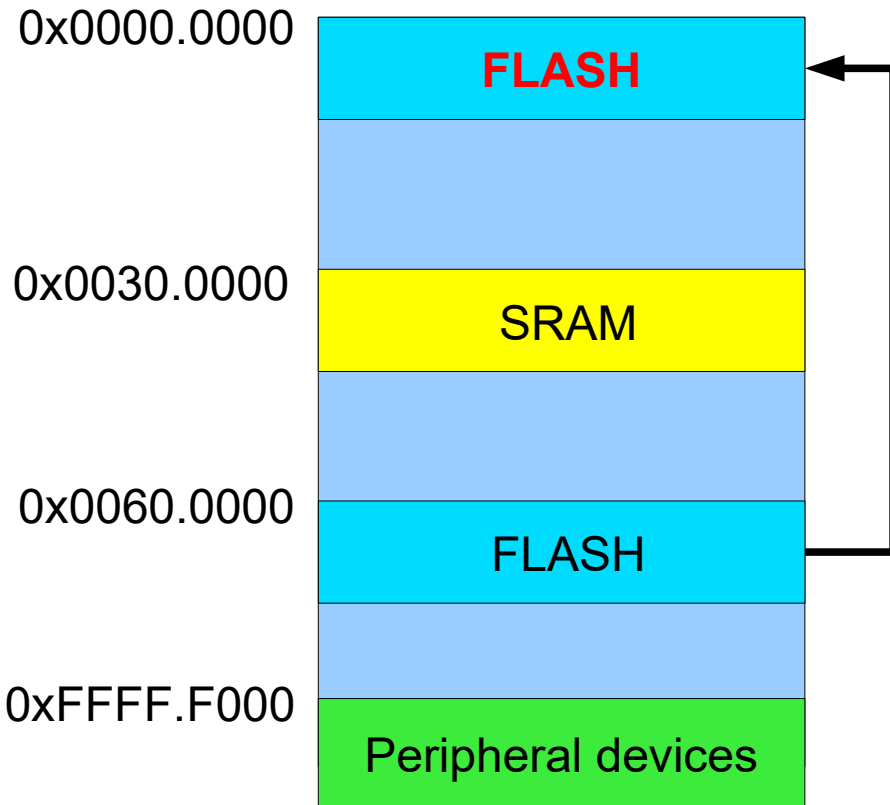 0x0000.0000
FLASH
0x0030.0000
SRAM
0x0060.0000
FLASH
0xFFFF.F000
Peripheral devices